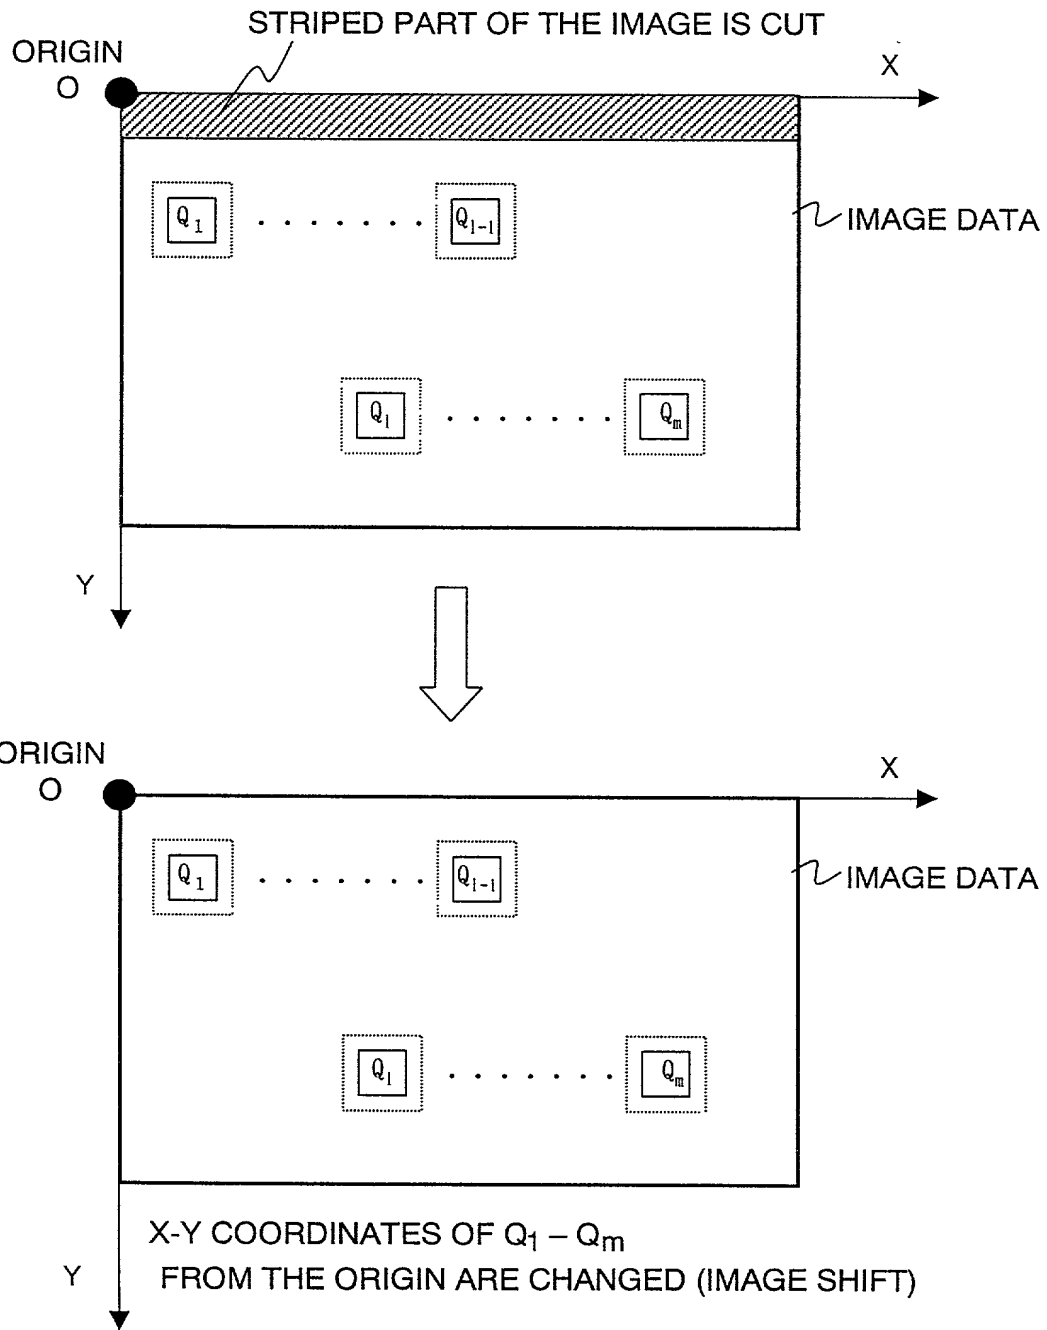 STRIPED PART OF THE IMAGE IS CUT
ORIGIN
O
X
Q1
Ql-1
IMAGE DATA
Ql
Qm
Y
ORIGIN
O
X
Q1
Ql-1
IMAGE DATA
Ql
Qm
X-Y COORDINATES OF Q1 – Qm
Y
FROM THE ORIGIN ARE CHANGED (IMAGE SHIFT)